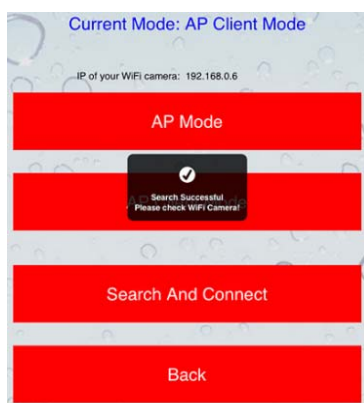 Current Mode: AP Client Mode
IP of your WiFi camera: 192.168.0.6
AP Mode
Search Successful
Please check WiFi Camera!
Search And Connect
Back